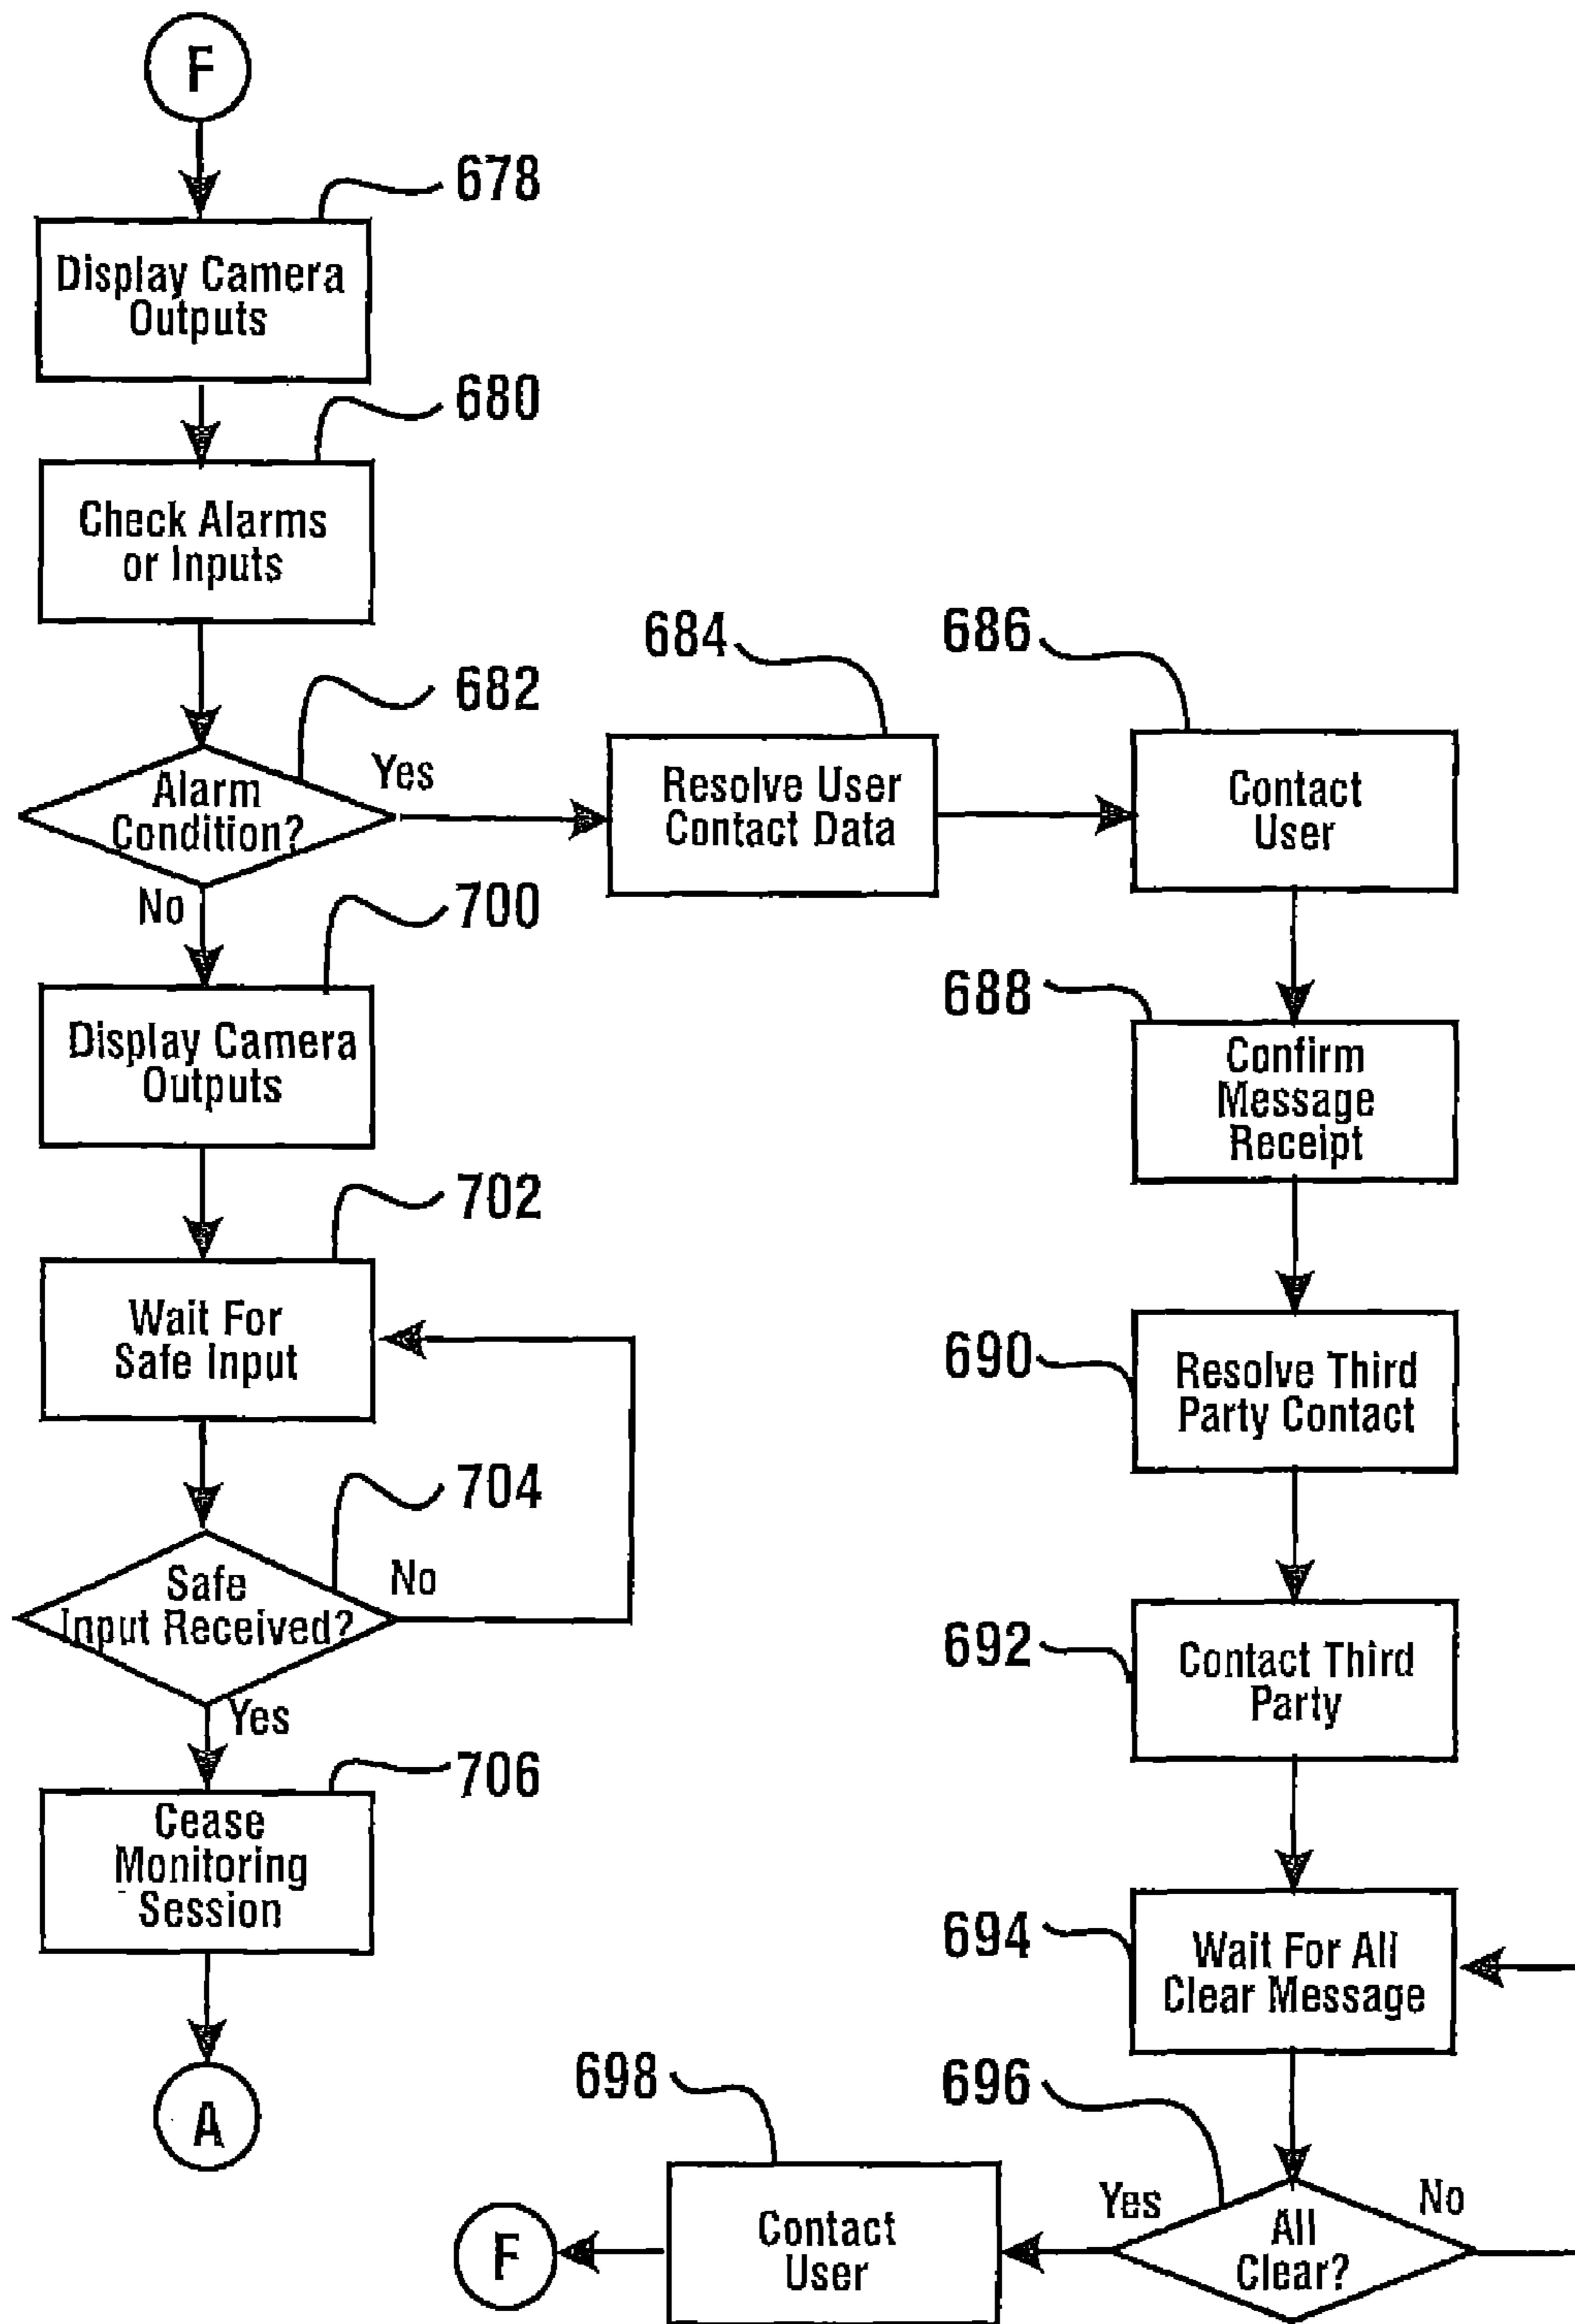 F
678
Display Camera
Outputs
680
Check Alarms
or Inputs
682
Alarm
Condition?
Yes
No
684
Resolve User
Contact Data
686
Contact
User
688
Confirm
Message
Receipt
690
Resolve Third
Party Contact
692
Contact Third
Party
694
Wait For All
Clear Message
696
All
Clear?
Yes
No
698
Contact
User
F
700
Display Camera
Outputs
702
Wait For
Safe Input
704
Safe
Input Received?
No
Yes
706
Cease
Monitoring
Session
A